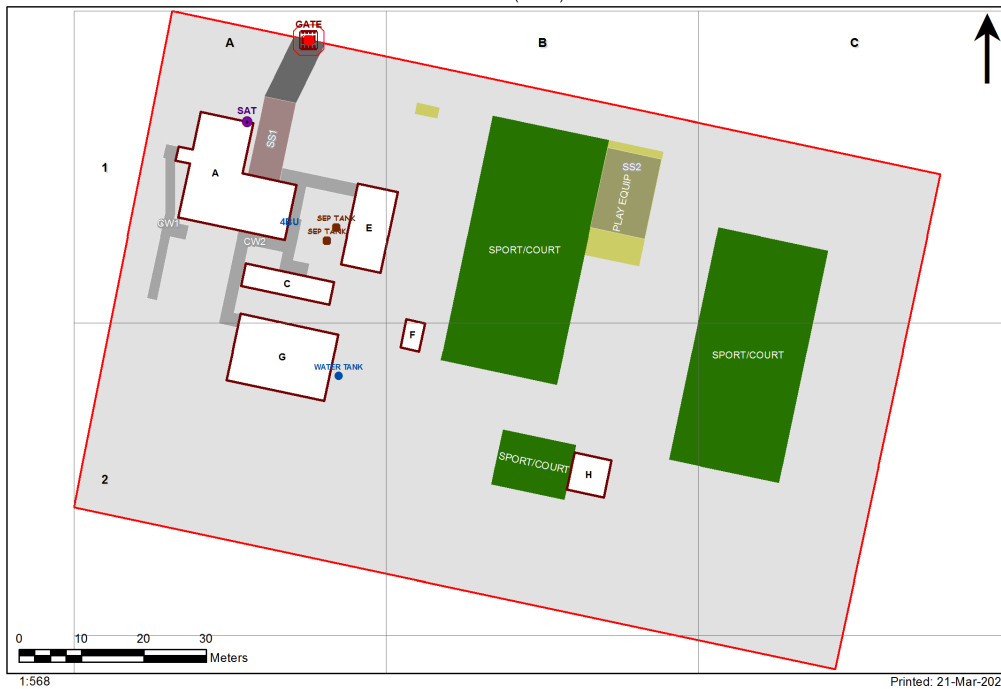 GATE
A
B
C
SAT
SS1
1
A
SS2
PLAY EQUIP
SEP TANK
4BU
SEP TANK
E
CW1
CW2
SPORT/COURT
C
F
G
SPORT/COURT
WATER TANK
SPORT/COURT
H
2
0 10 20 30
Meters
1:568
Printed: 21-Mar-202